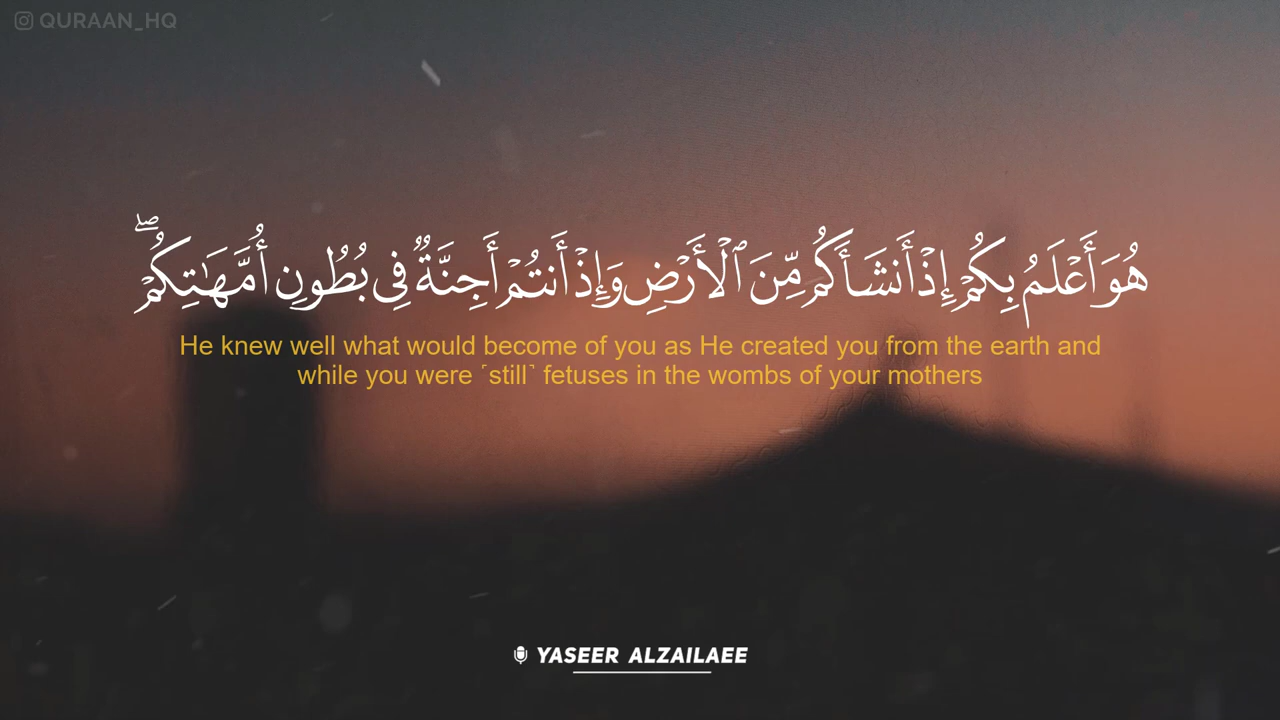 QURAAN_HQ
هُوَ أَعْلَمُ بِكُمْ إِذْ أَنشَأَكُم مِّنَ ٱلْأَرْضِ وَإِذْ أَنتُمْ أَجِنَّةٌ فِى بُطُونِ أُمَّهَـٰتِكُمْ ۖ
He knew well what would become of you as He created you from the earth and
while you were ˹still˺ fetuses in the wombs of your mothers
YASEER ALZAILAEE